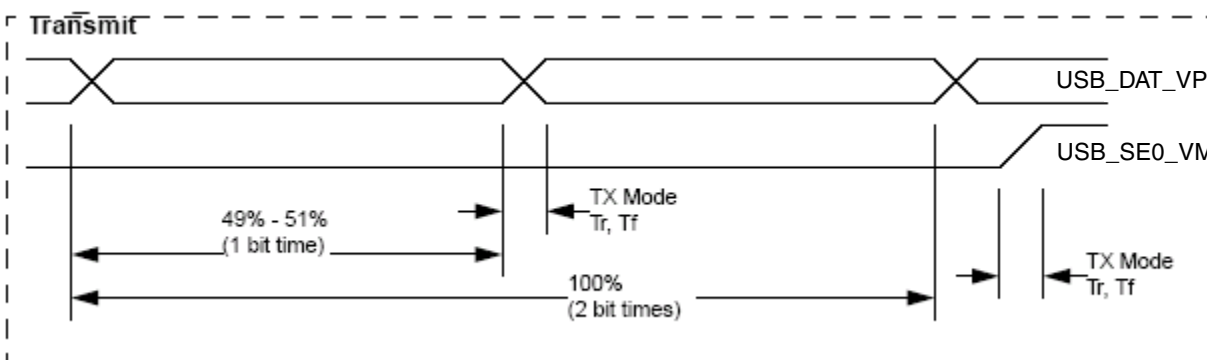 Transmit
USB_DAT_VP
USB_SE0_VM
TX Mode
Tr, Tf
49% - 51%
(1 bit time)
100%
(2 bit times)
TX Mode
Tr, Tf